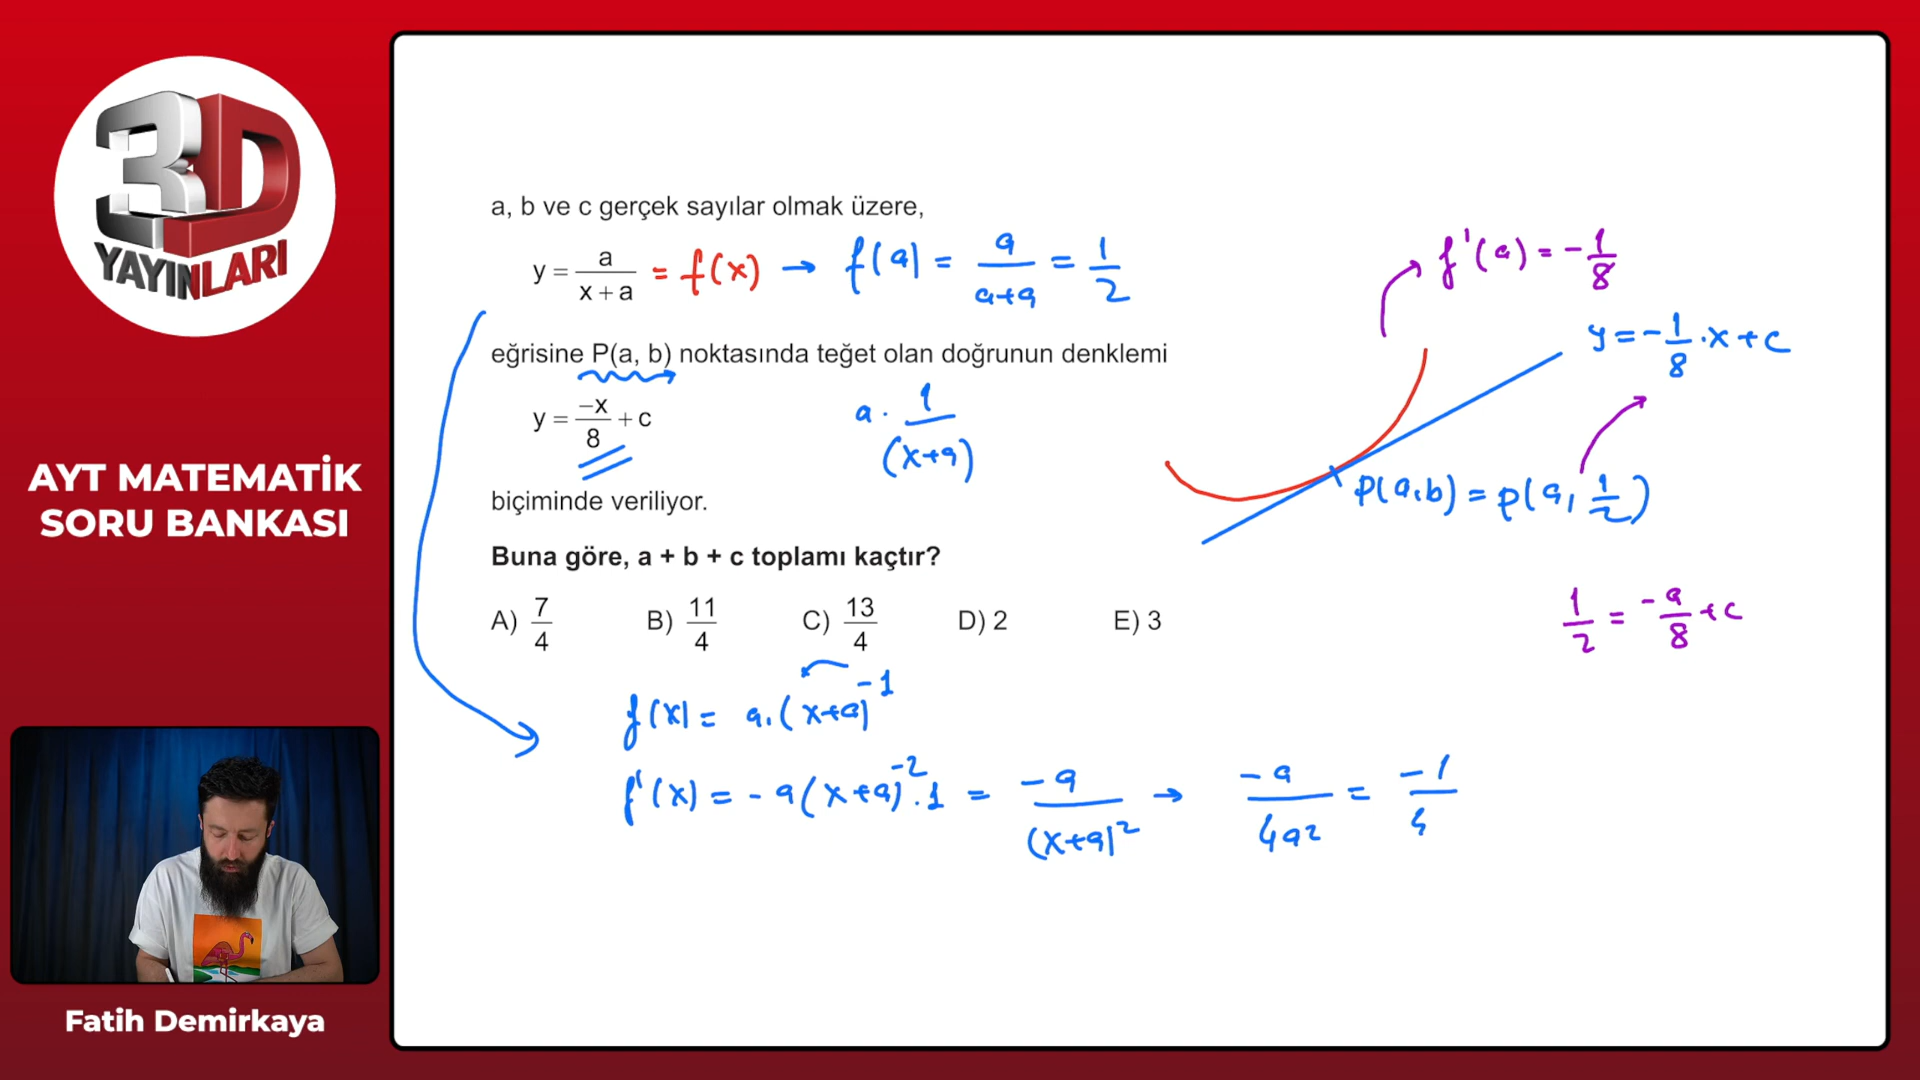 3D
YAYINLARI
AYT MATEMATİK
SORU BANKASI
Fatih Demirkaya
a, b ve c gerçek sayılar olmak üzere,
y = a/(x + a) = f(x) → f(a) = a/(a+a) = 1/2
eğrisine P(a, b) noktasında teğet olan doğrunun denklemi
y = -x/8 + c
a · 1/(x+a)
biçiminde veriliyor.
Buna göre, a + b + c toplamı kaçtır?
A) 7/4 B) 11/4 C) 13/4 D) 2 E) 3
f(x) = a.(x+a)^-1
f'(x) = -a(x+a)^-2 . 1 = -a/(x+a)^2 → -a/4a^2 = -1/4
f'(a) = -1/8
y = -1/8 · x + c
P(a,b) = P(a, 1/2)
1/2 = -a/8 + c